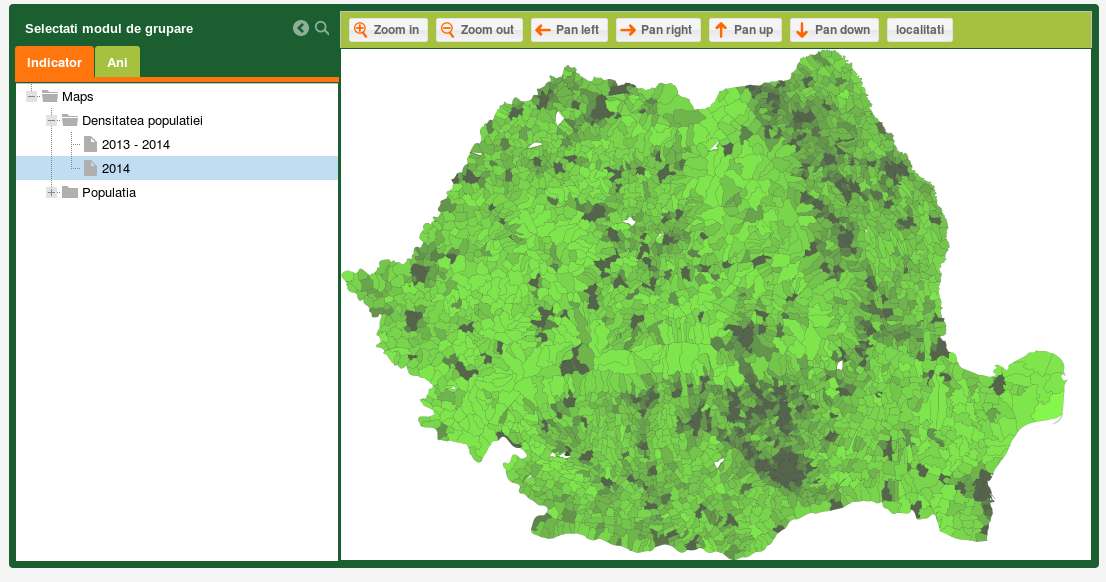 Selectati modul de grupare
Zoom in Zoom out Pan left Pan right Pan up Pan down localitati
Indicator Ani
Maps
Densitatea populatiei
2013 - 2014
2014
Populatia